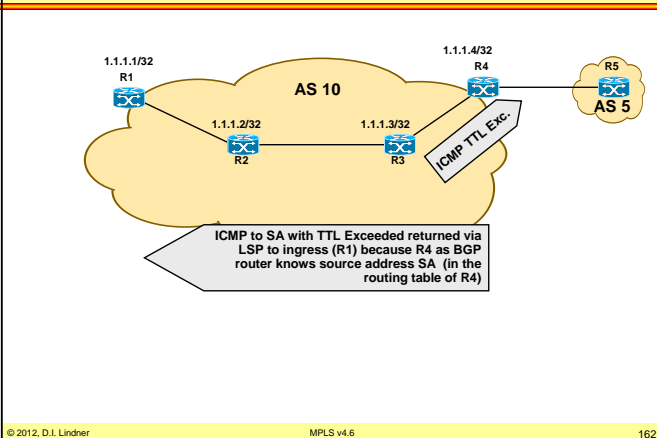 1.1.1.1/32
R1
AS 10
1.1.1.4/32
R4
R5
AS 5
1.1.1.2/32
R2
1.1.1.3/32
R3
ICMP TTL Exc.
ICMP to SA with TTL Exceeded returned via
LSP to ingress (R1) because R4 as BGP
router knows source address SA (in the
routing table of R4)
© 2012, D.I. Lindner
MPLS v4.6
162